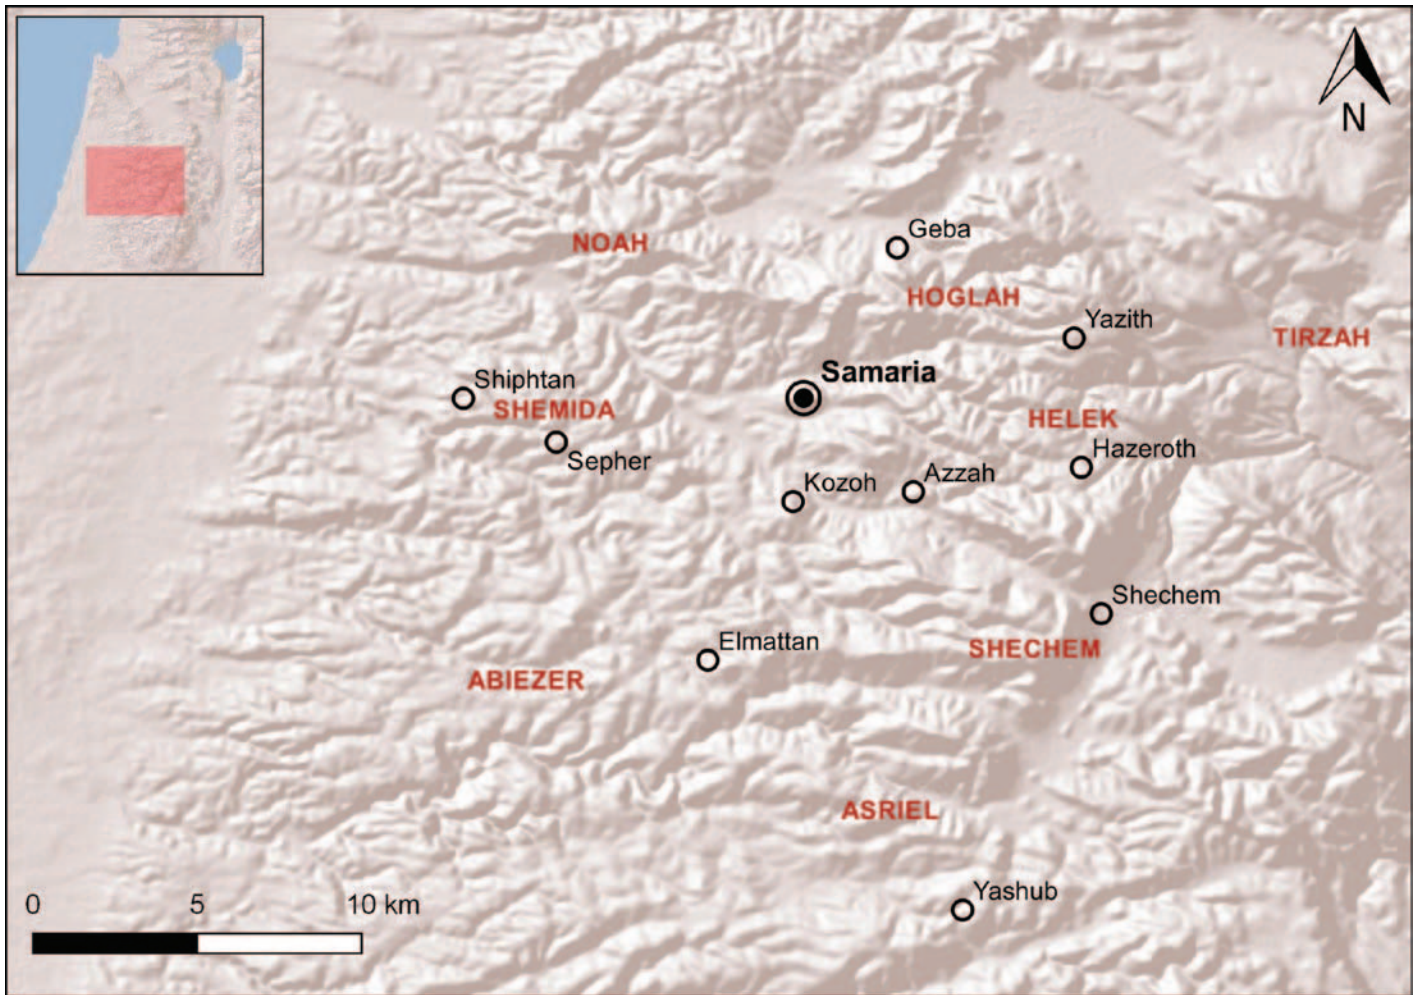 N
Geba
NOAH
HOGLAH
Yazith
TIRZAH
Samaria
Shiphtan
SHEMIDA
HELEK
Sepher
Hazeroth
Kozoh
Azzah
Shechem
Elmattan
SHECHEM
ABIEZER
ASRIEL
Yashub
0 5 10 km